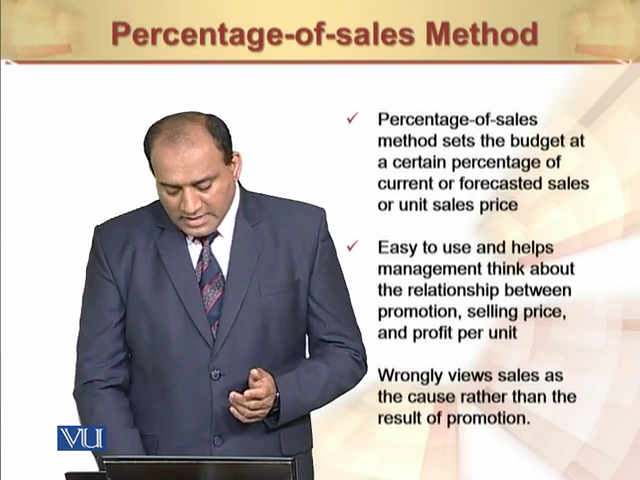 Percentage-of-sales Method
Percentage-of-sales
method sets the budget at
a certain percentage of
current or forecasted sales
or unit sales price
Easy to use and helps
management think about
the relationship between
promotion, selling price,
and profit per unit
Wrongly views sales as
the cause rather than the
result of promotion.
VU